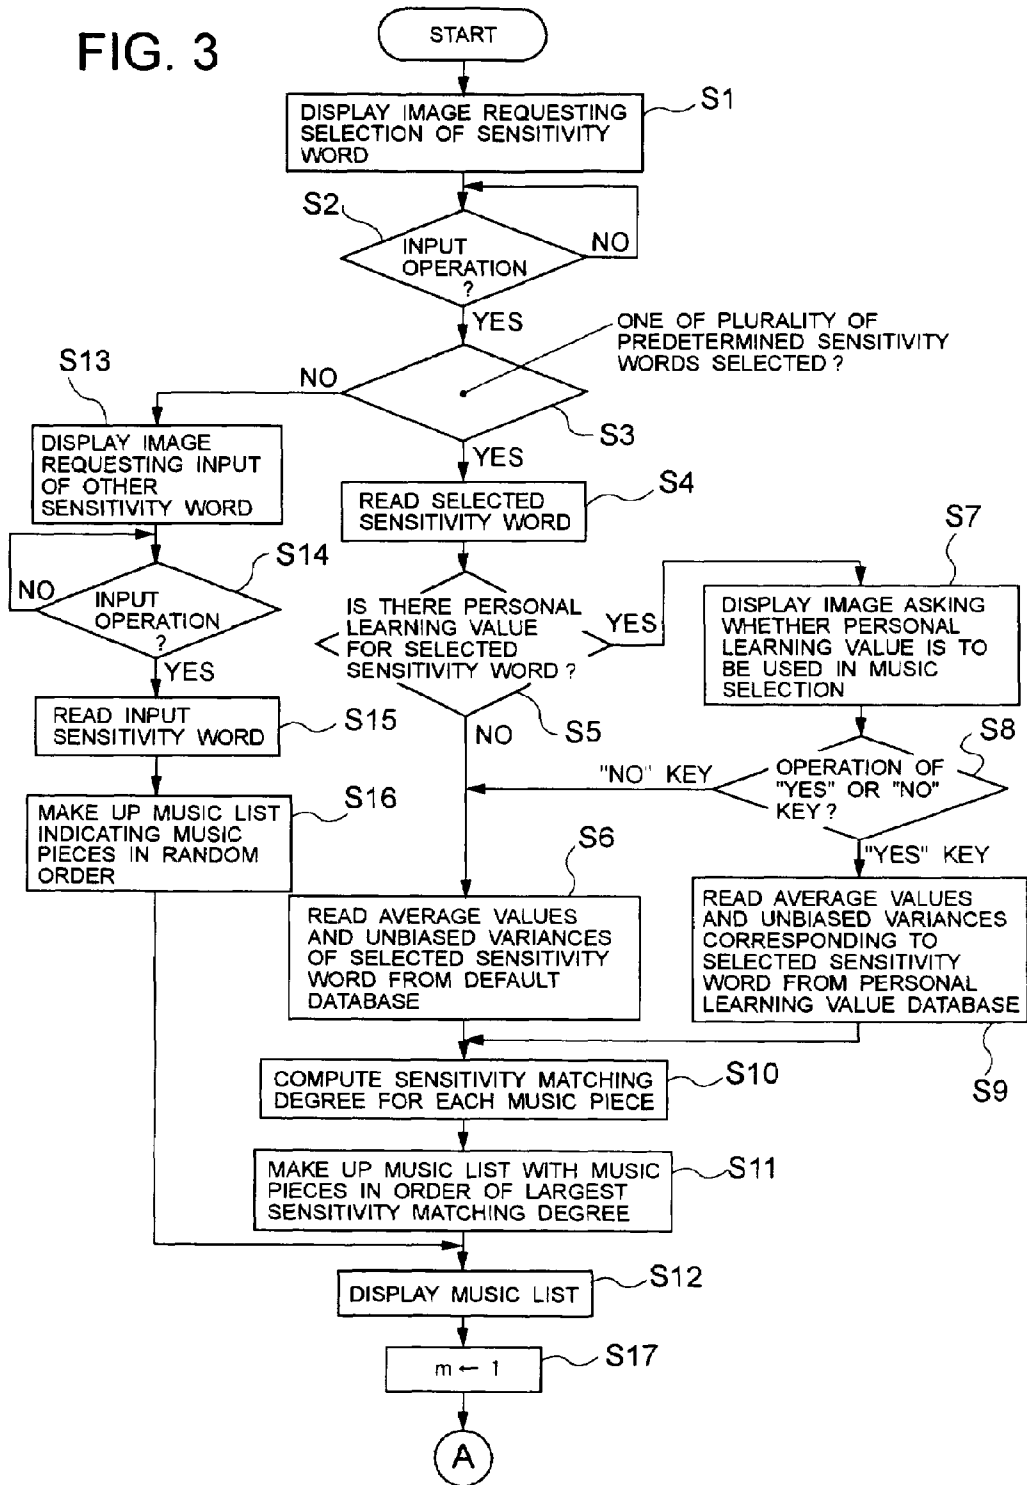 FIG. 3
START
S1
DISPLAY IMAGE REQUESTING
SELECTION OF SENSITIVITY
WORD
S2
INPUT
OPERATION
?
NO
YES
ONE OF PLURALITY OF
PREDETERMINED SENSITIVITY
WORDS SELECTED ?
S3
NO
YES
S13
DISPLAY IMAGE
REQUESTING INPUT
OF OTHER
SENSITIVITY WORD
S4
READ SELECTED
SENSITIVITY WORD
S14
NO
INPUT
OPERATION
?
YES
IS THERE PERSONAL
LEARNING VALUE
FOR SELECTED
SENSITIVITY WORD ?
YES
S5
NO
S7
DISPLAY IMAGE ASKING
WHETHER PERSONAL
LEARNING VALUE IS TO
BE USED IN MUSIC
SELECTION
S15
READ INPUT
SENSITIVITY WORD
S8
OPERATION OF
"YES" OR "NO"
KEY ?
"NO" KEY
"YES" KEY
S16
MAKE UP MUSIC LIST
INDICATING MUSIC
PIECES IN RANDOM
ORDER
S6
READ AVERAGE VALUES
AND UNBIASED VARIANCES
OF SELECTED SENSITIVITY
WORD FROM DEFAULT
DATABASE
READ AVERAGE VALUES
AND UNBIASED VARIANCES
CORRESPONDING TO
SELECTED SENSITIVITY
WORD FROM PERSONAL
LEARNING VALUE DATABASE
S9
COMPUTE SENSITIVITY MATCHING
DEGREE FOR EACH MUSIC PIECE
S10
MAKE UP MUSIC LIST WITH MUSIC
PIECES IN ORDER OF LARGEST
SENSITIVITY MATCHING DEGREE
S11
DISPLAY MUSIC LIST
S12
m ← 1
S17
A